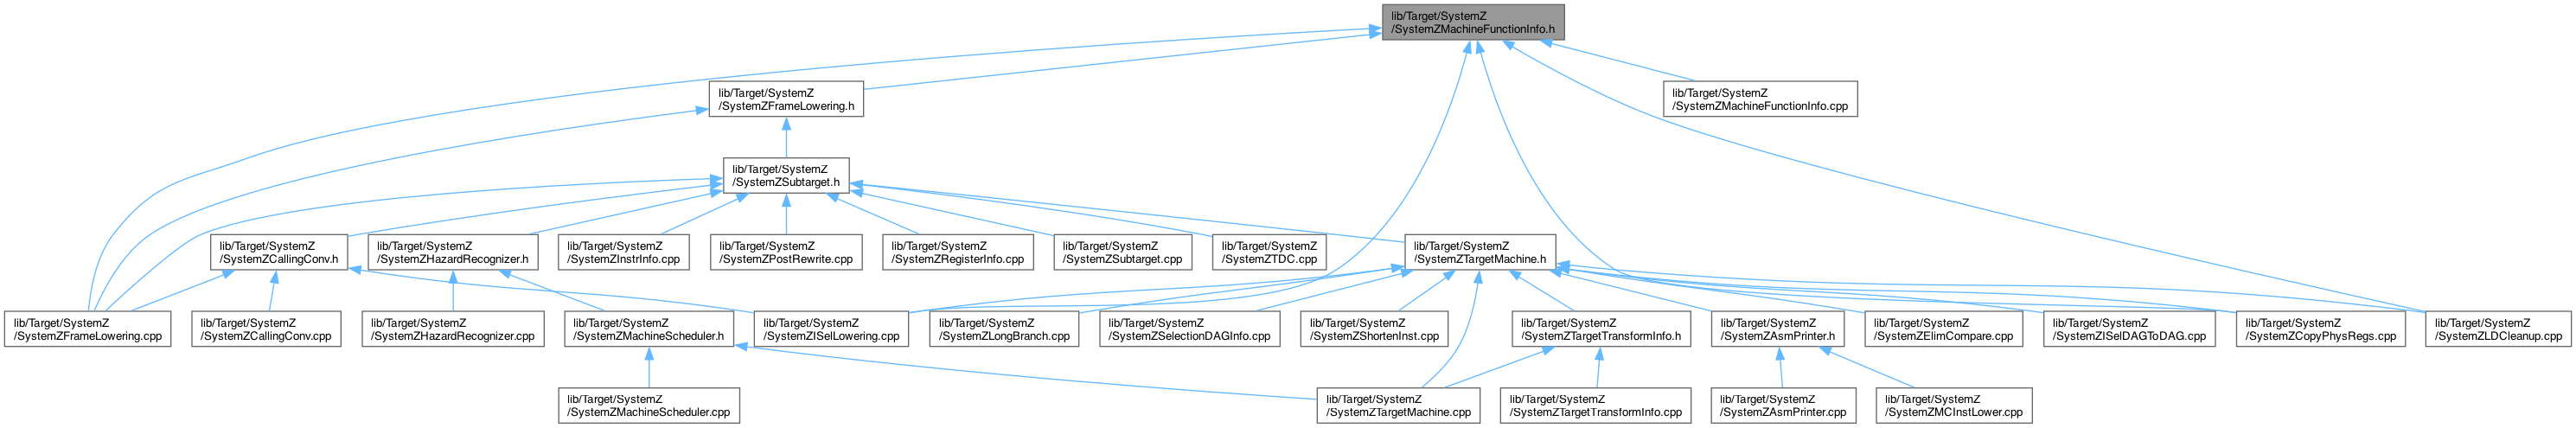 lib/Target/SystemZ
/SystemZMachineFunctionInfo.h
lib/Target/SystemZ
/SystemZFrameLowering.h
lib/Target/SystemZ
/SystemZMachineFunctionInfo.cpp
lib/Target/SystemZ
/SystemZSubtarget.h
lib/Target/SystemZ
/SystemZCallingConv.h
lib/Target/SystemZ
/SystemZHazardRecognizer.h
lib/Target/SystemZ
/SystemZInstrInfo.cpp
lib/Target/SystemZ
/SystemZPostRewrite.cpp
lib/Target/SystemZ
/SystemZRegisterInfo.cpp
lib/Target/SystemZ
/SystemZSubtarget.cpp
lib/Target/SystemZ
/SystemZTDC.cpp
lib/Target/SystemZ
/SystemZTargetMachine.h
lib/Target/SystemZ
/SystemZFrameLowering.cpp
lib/Target/SystemZ
/SystemZCallingConv.cpp
lib/Target/SystemZ
/SystemZHazardRecognizer.cpp
lib/Target/SystemZ
/SystemZMachineScheduler.h
lib/Target/SystemZ
/SystemZISelLowering.cpp
lib/Target/SystemZ
/SystemZLongBranch.cpp
lib/Target/SystemZ
/SystemZSelectionDAGInfo.cpp
lib/Target/SystemZ
/SystemZShortenInst.cpp
lib/Target/SystemZ
/SystemZTargetTransformInfo.h
lib/Target/SystemZ
/SystemZAsmPrinter.h
lib/Target/SystemZ
/SystemZElimCompare.cpp
lib/Target/SystemZ
/SystemZISelDAGToDAG.cpp
lib/Target/SystemZ
/SystemZCopyPhysRegs.cpp
lib/Target/SystemZ
/SystemZLDCleanup.cpp
lib/Target/SystemZ
/SystemZMachineScheduler.cpp
lib/Target/SystemZ
/SystemZTargetMachine.cpp
lib/Target/SystemZ
/SystemZTargetTransformInfo.cpp
lib/Target/SystemZ
/SystemZAsmPrinter.cpp
lib/Target/SystemZ
/SystemZMCInstLower.cpp